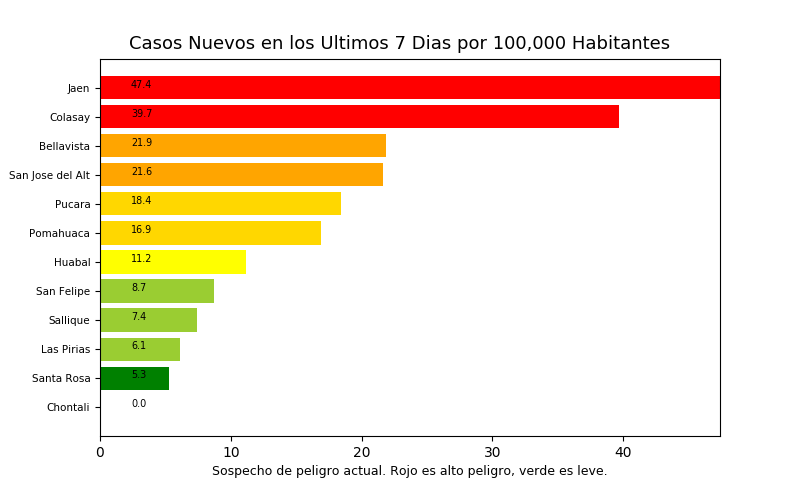 Casos Nuevos en los Ultimos 7 Dias por 100,000 Habitantes
Jaen 47.4
Colasay 39.7
Bellavista 21.9
San Jose del Alt 21.6
Pucara 18.4
Pomahuaca 16.9
Huabal 11.2
San Felipe 8.7
Sallique 7.4
Las Pirias 6.1
Santa Rosa 5.3
Chontali 0.0
0 10 20 30 40
Sospecho de peligro actual. Rojo es alto peligro, verde es leve.